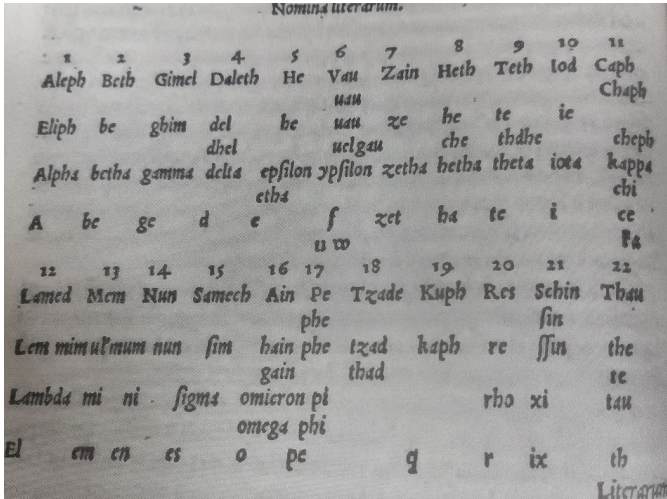 Nomina literarum.
1 2 3 4 5 6 7 8 9 10 11
Aleph Beth Gimel Daleth He Vau Zain Heth Teth Iod Caph
uau Chaph
Eliph be ghim del he uau ze he te ie
dhel uelgau che thdhe cheph
Alpha betha gamma delta epſilon ypſilon zetha hetha theta iota kappa
etha chi
A be ge d e f zet ha te i ce
u w
12 13 14 15 16 17 18 19 20 21 22
Lamed Mem Nun Samech Ain Pe Tzade Kuph Res Schin Thau
phe ſin
Lem mim ul mum nun ſim hain phe tzad kaph re ſſin the
gain thad te
Lambda mi ni ſigma omicron pi rho xi tau
omega phi
El em en es o pe q r ix th
Literarum